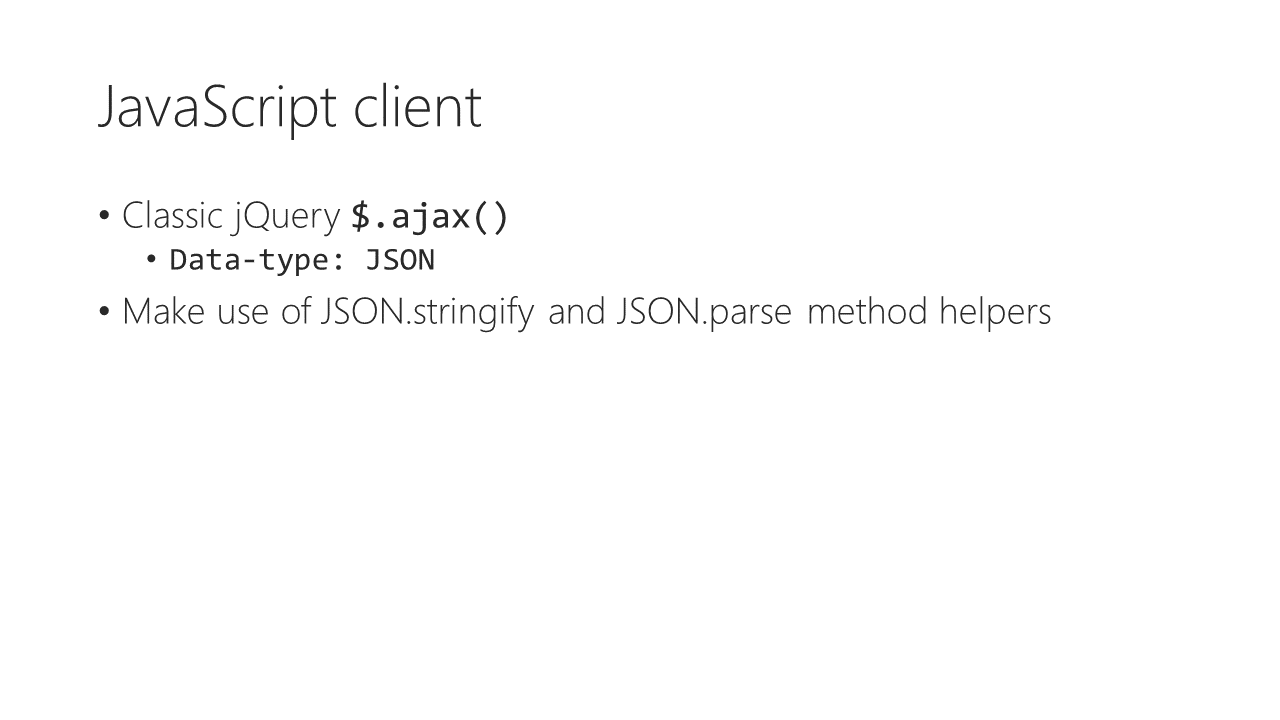 JavaScript client
• Classic jQuery $.ajax()
• Data-type: JSON
• Make use of JSON.stringify and JSON.parse method helpers